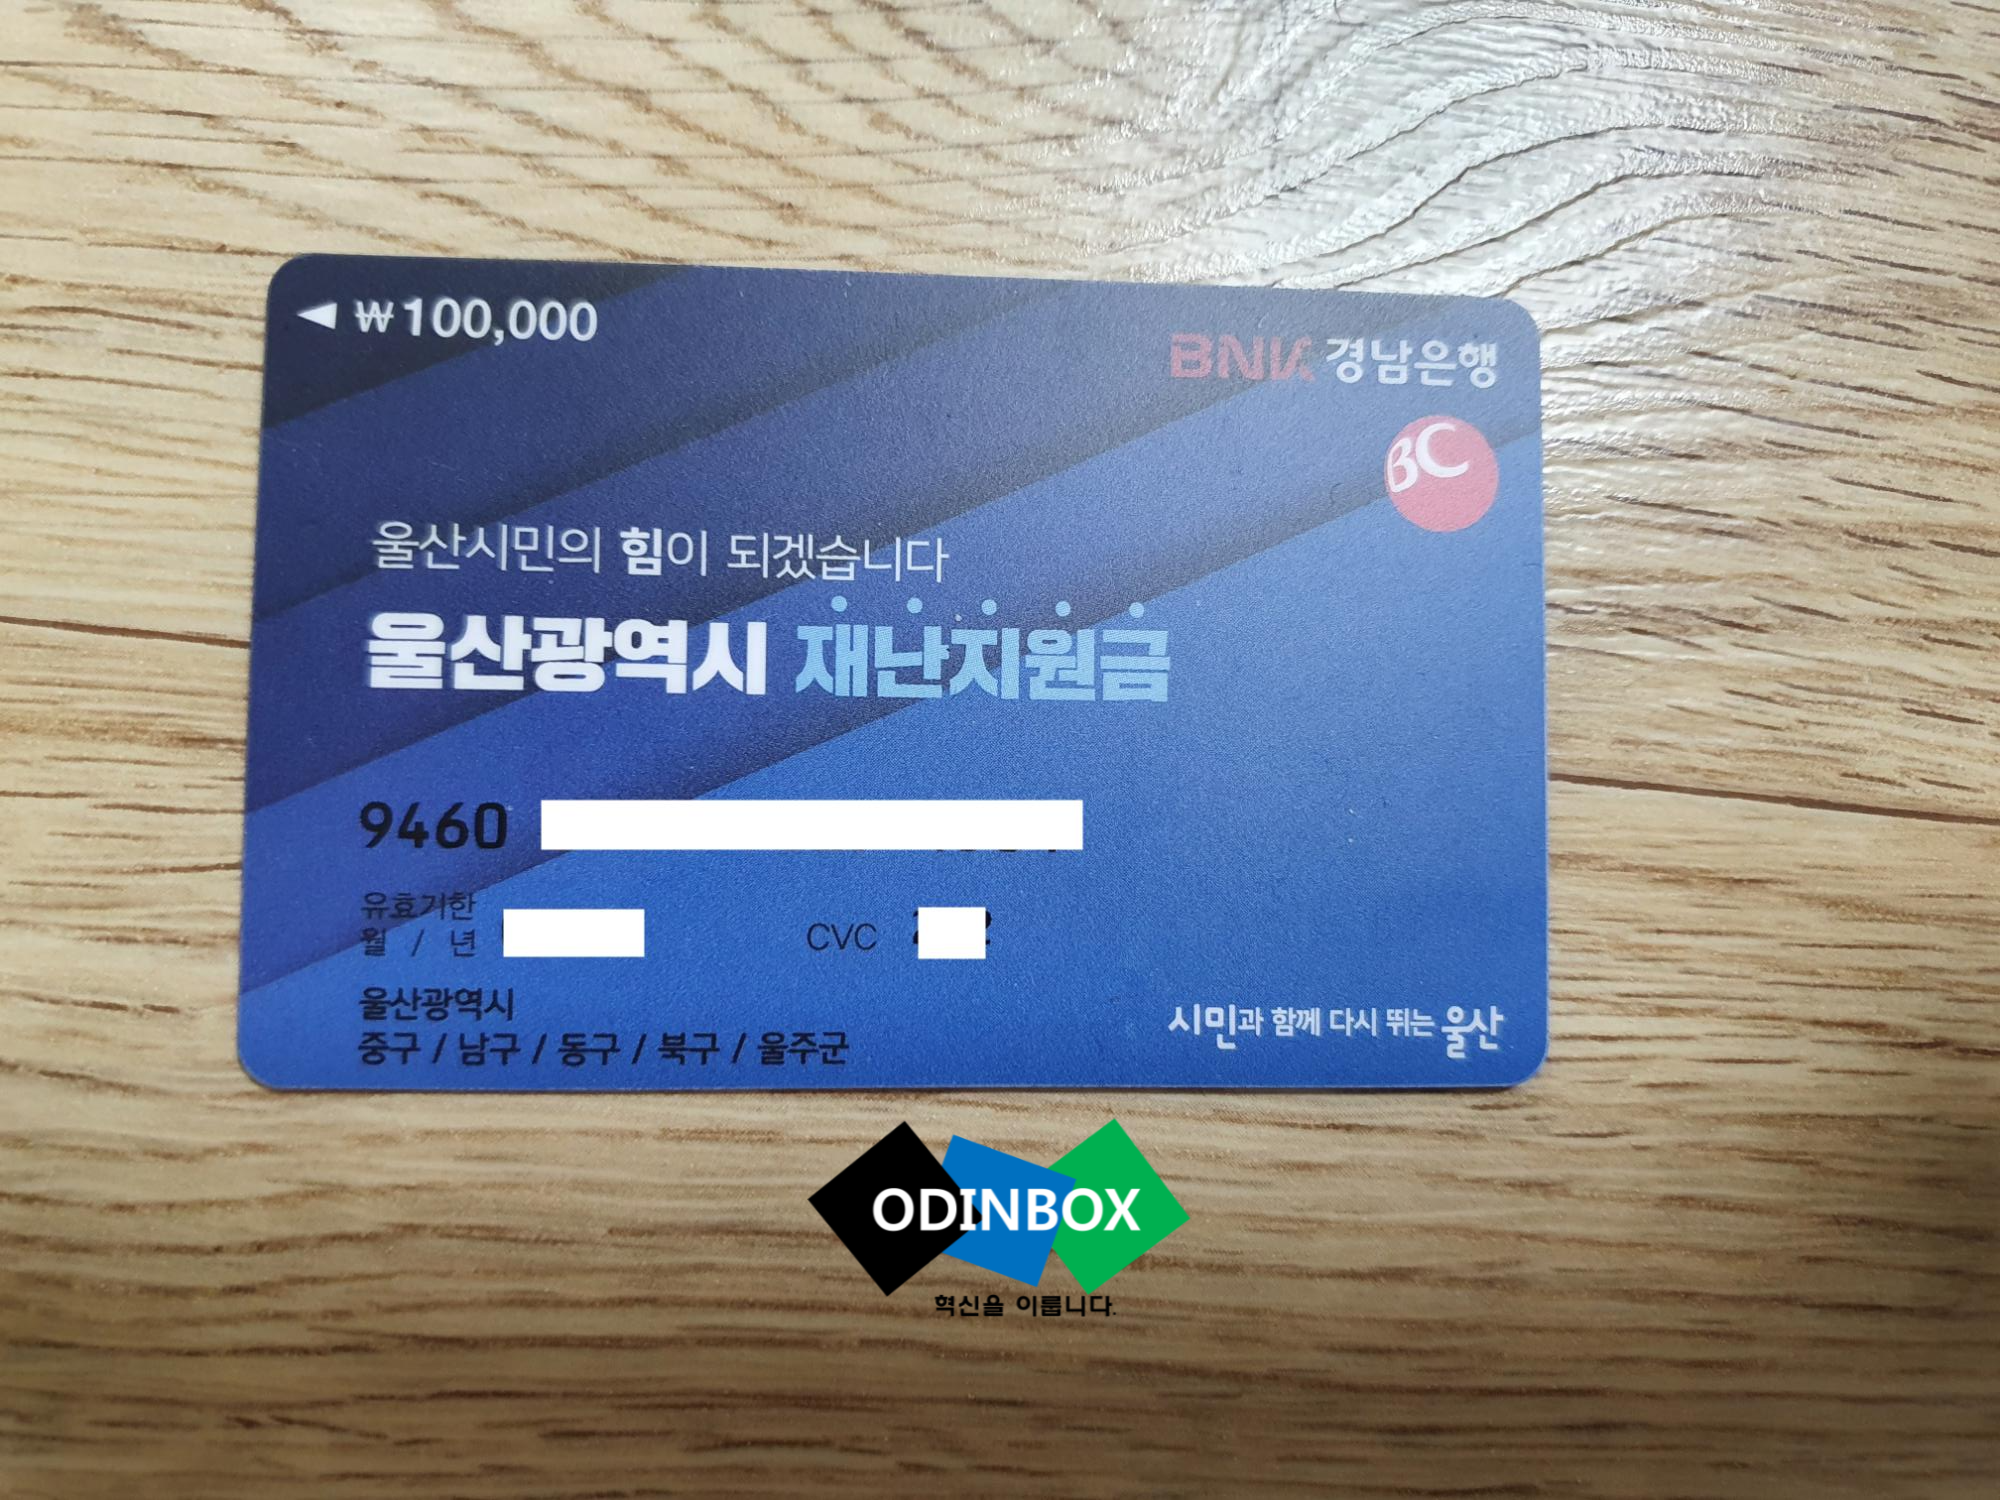 ₩100,000
BNK 경남은행
BC
울산시민의 힘이 되겠습니다
울산광역시 재난지원금
9460
유효기한
월 / 년
CVC
울산광역시
중구 / 남구 / 동구 / 북구 / 울주군
시민과 함께 다시 뛰는 울산
ODINBOX
혁신을 이룹니다.